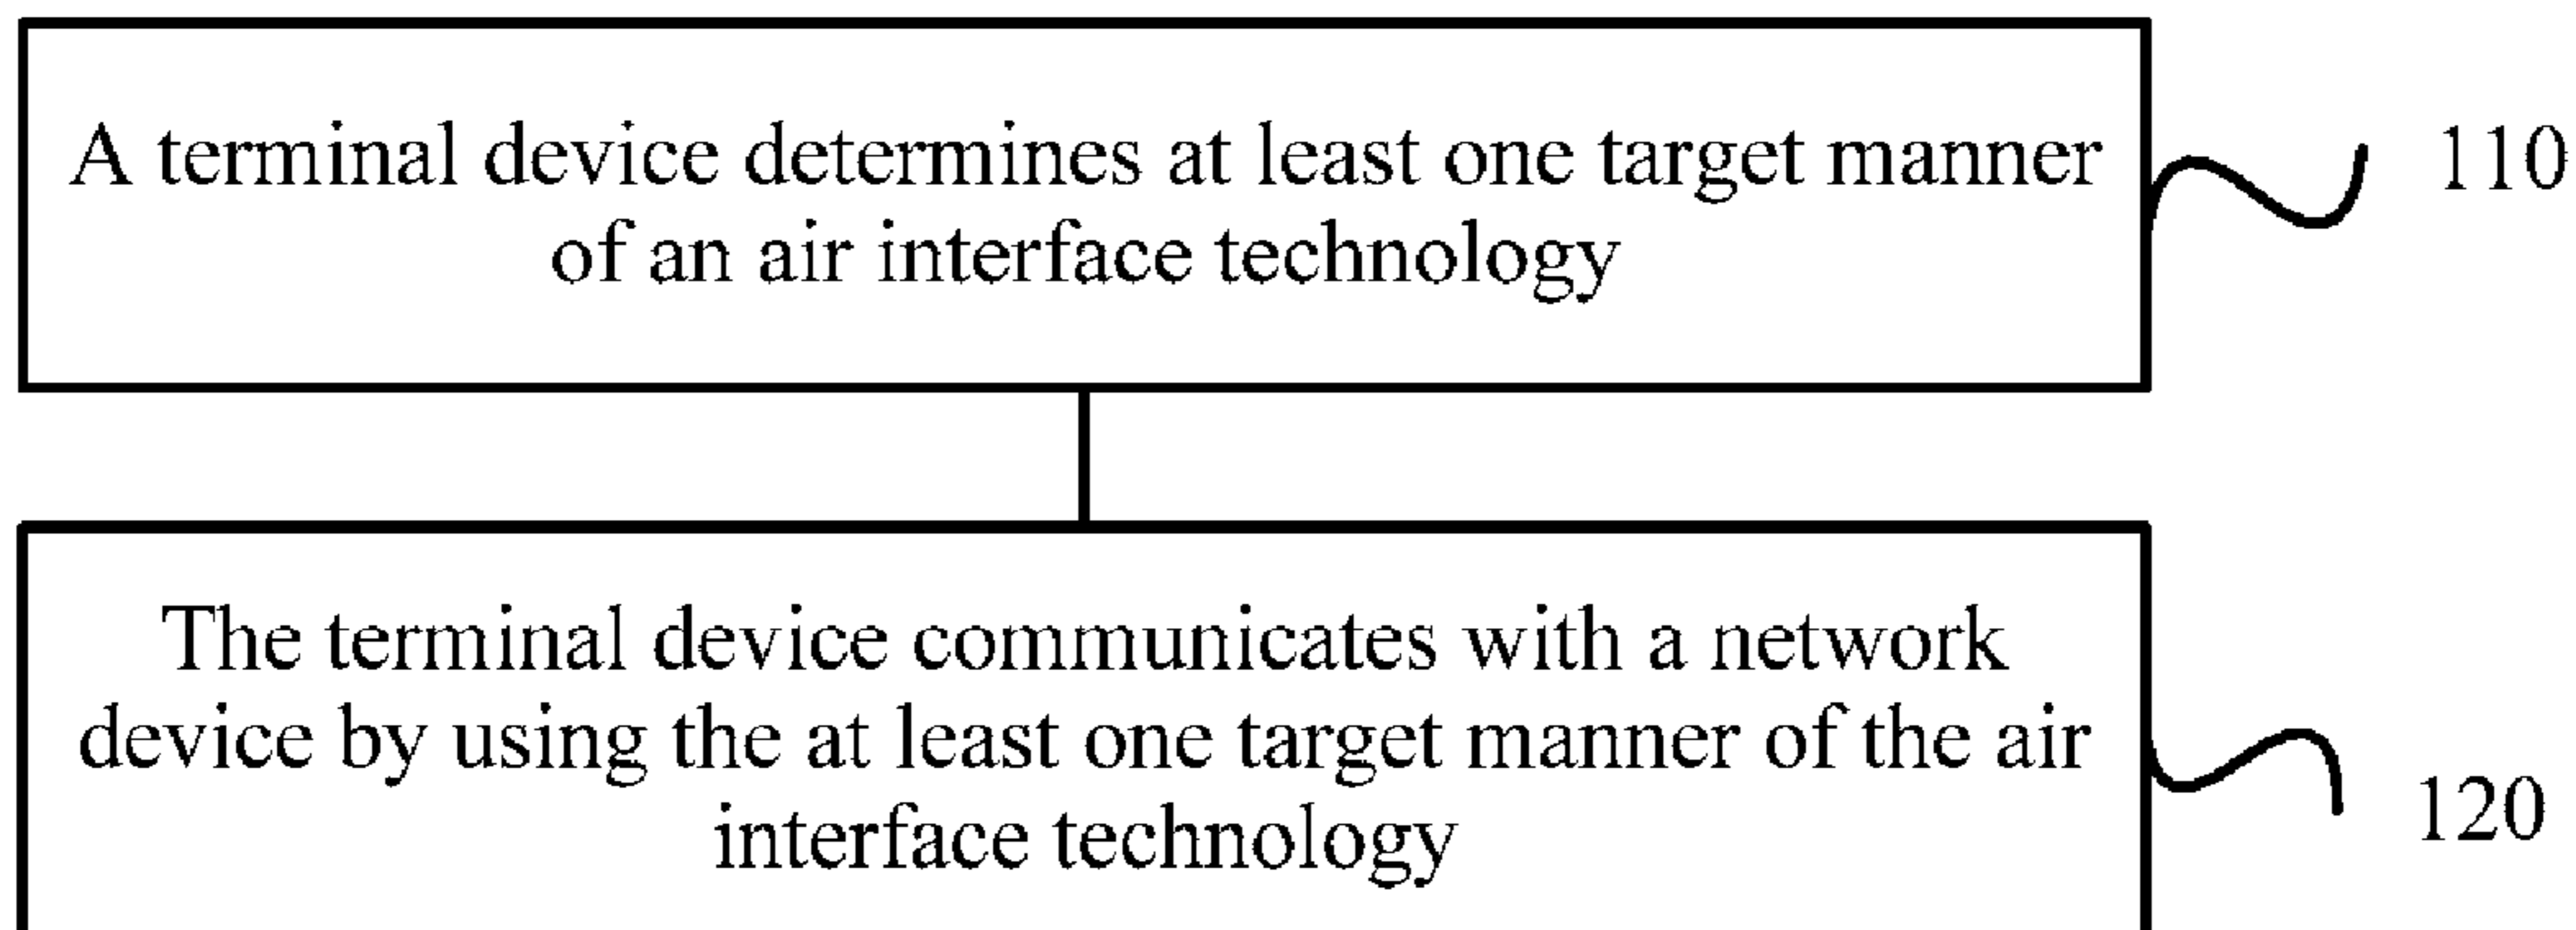 A terminal device determines at least one target manner
of an air interface technology
110
The terminal device communicates with a network
device by using the at least one target manner of the air
interface technology
120